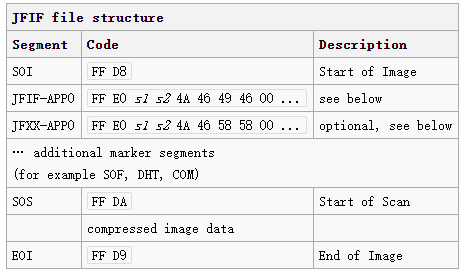 JFIF file structure
Segment Code Description
SOI FF D8 Start of Image
JFIF-APP0 FF E0 s1 s2 4A 46 49 46 00 ... see below
JFXX-APP0 FF E0 s1 s2 4A 46 58 58 00 ... optional, see below
… additional marker segments
(for example SOF, DHT, COM)
SOS FF DA Start of Scan
compressed image data
EOI FF D9 End of Image